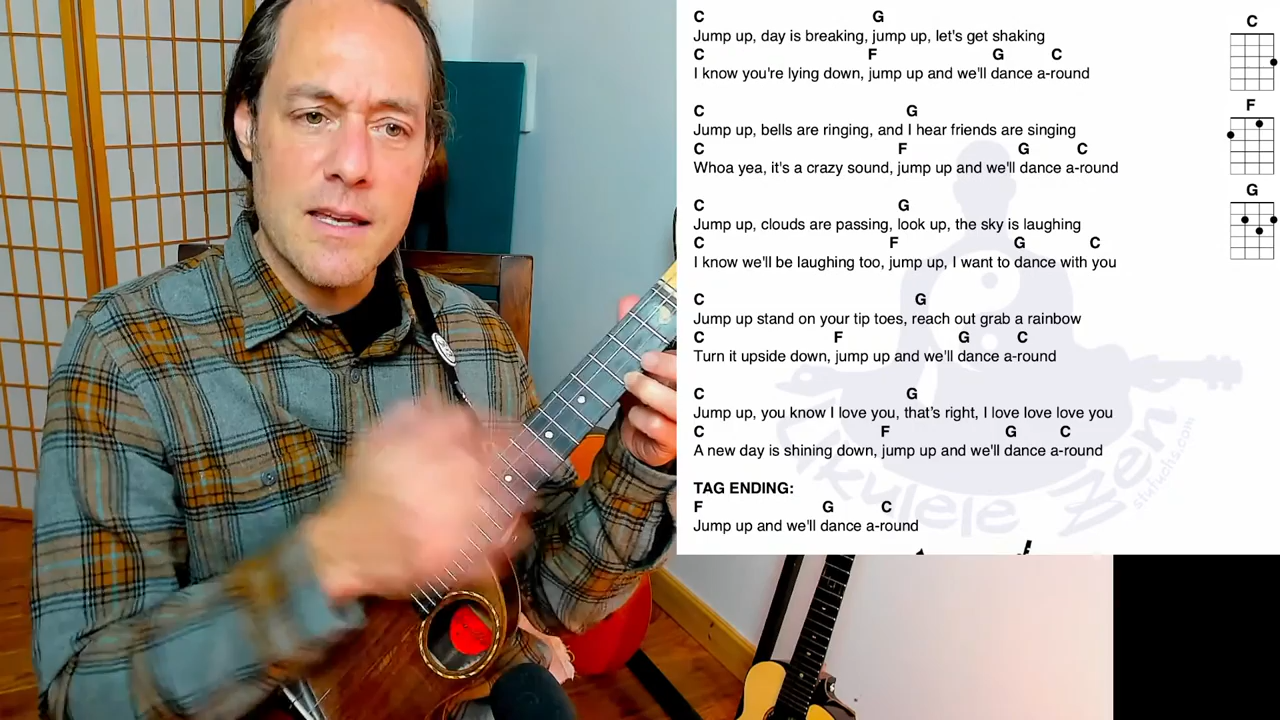 C G
Jump up, day is breaking, jump up, let's get shaking
C F G C
I know you're lying down, jump up and we'll dance a-round
C G
Jump up, bells are ringing, and I hear friends are singing
C F G C
Whoa yea, it's a crazy sound, jump up and we'll dance a-round
C G
Jump up, clouds are passing, look up, the sky is laughing
C F G C
I know we'll be laughing too, jump up, I want to dance with you
C G
Jump up stand on your tip toes, reach out grab a rainbow
C F G C
Turn it upside down, jump up and we'll dance a-round
C G
Jump up, you know I love you, that's right, I love love love you
C F G C
A new day is shining down, jump up and we'll dance a-round
TAG ENDING:
F G C
Jump up and we'll dance a-round
C
F
G
Ukulele Zen
stufuchs.com